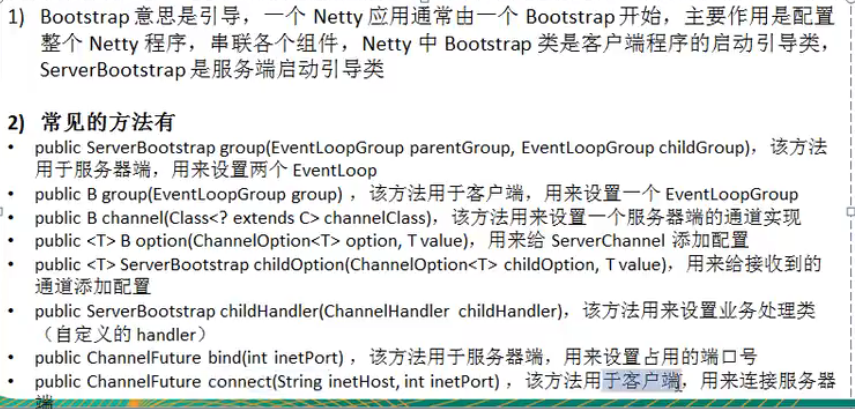 1) Bootstrap 意思是引导，一个 Netty 应用通常由一个 Bootstrap 开始，主要作用是配置
整个 Netty 程序，串联各个组件，Netty 中 Bootstrap 类是客户端程序的启动引导类，
ServerBootstrap 是服务端启动引导类
2) 常见的方法有
• public ServerBootstrap group(EventLoopGroup parentGroup, EventLoopGroup childGroup)，该方法
用于服务器端，用来设置两个 EventLoop
• public B group(EventLoopGroup group) ，该方法用于客户端，用来设置一个 EventLoopGroup
• public B channel(Class<? extends C> channelClass)，该方法用来设置一个服务器端的通道实现
• public <T> B option(ChannelOption<T> option, T value)，用来给 ServerChannel 添加配置
• public <T> ServerBootstrap childOption(ChannelOption<T> childOption, T value)，用来给接收到的
通道添加配置
• public ServerBootstrap childHandler(ChannelHandler childHandler)，该方法用来设置业务处理类
（自定义的 handler）
• public ChannelFuture bind(int inetPort) ，该方法用于服务器端，用来设置占用的端口号
• public ChannelFuture connect(String inetHost, int inetPort) ，该方法用于客户端，用来连接服务器
端